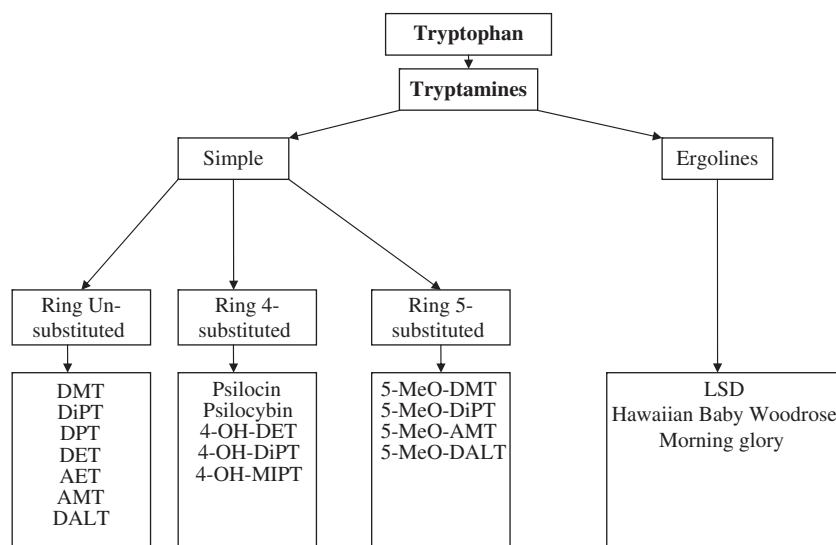 Tryptophan
Tryptamines
Simple
Ergolines
Ring Un-
substituted
Ring 4-
substituted
Ring 5-
substituted
DMT
DiPT
DPT
DET
AET
AMT
DALT
Psilocin
Psilocybin
4-OH-DET
4-OH-DiPT
4-OH-MIPT
5-MeO-DMT
5-MeO-DiPT
5-MeO-AMT
5-MeO-DALT
LSD
Hawaiian Baby Woodrose
Morning glory